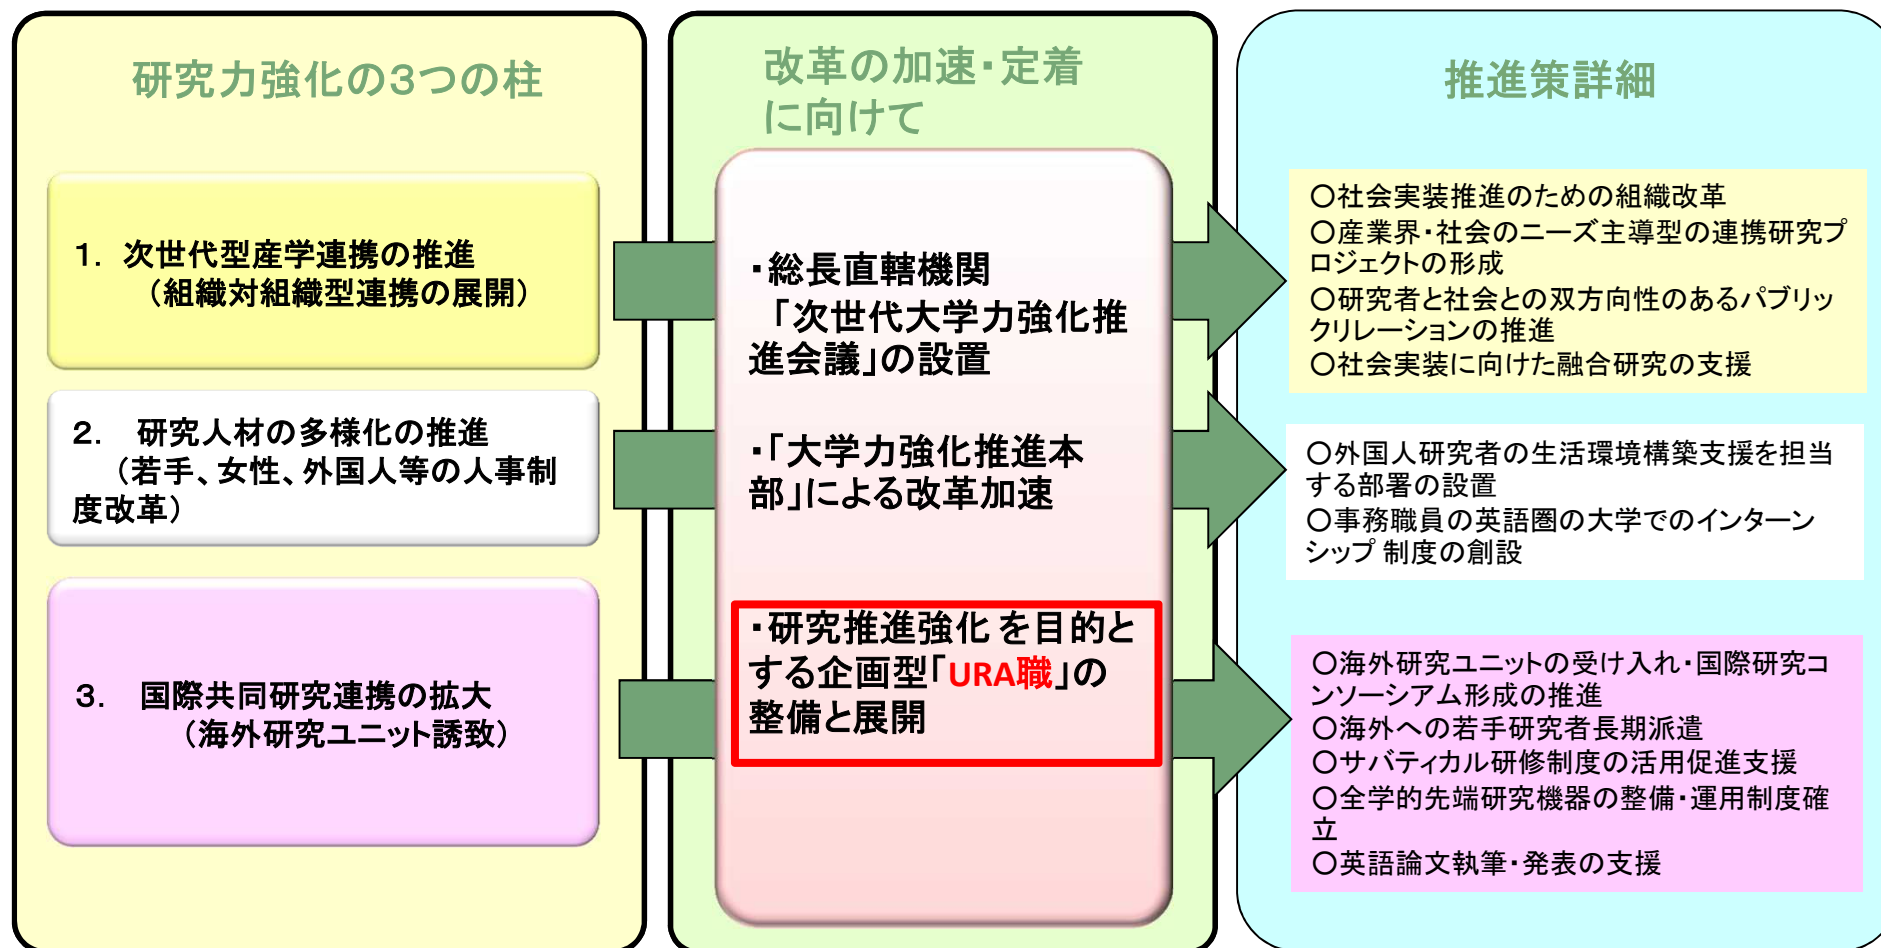 研究力強化の3つの柱
1. 次世代型産学連携の推進
(組織対組織型連携の展開)
2. 研究人材の多様化の推進
(若手、女性、外国人等の人事制
度改革)
3. 国際共同研究連携の拡大
(海外研究ユニット誘致)
改革の加速・定着
に向けて
・総長直轄機関
「次世代大学力強化推
進会議」の設置
・「大学力強化推進本
部」による改革加速
・研究推進強化 を目的と
する企画型「URA職」の
整備と展開
推進策詳細
○社会実装推進のための組織改革
○産業界・社会のニーズ主導型の連携研究プ
ロジェクトの形成
○研究者と社会との双方向性のあるパブリッ
クリレーションの推進
○社会実装に向けた融合研究の支援
○外国人研究者の生活環境構築支援を担当
する部署の設置
○事務職員の英語圏の大学でのインターン
シップ 制度の創設
○海外研究ユニットの受け入れ・国際研究コ
ンソーシアム形成の推進
○海外への若手研究者長期派遣
○サバティカル研修制度の活用促進支援
○全学的先端研究機器の整備・運用制度確
立
○英語論文執筆・発表の支援